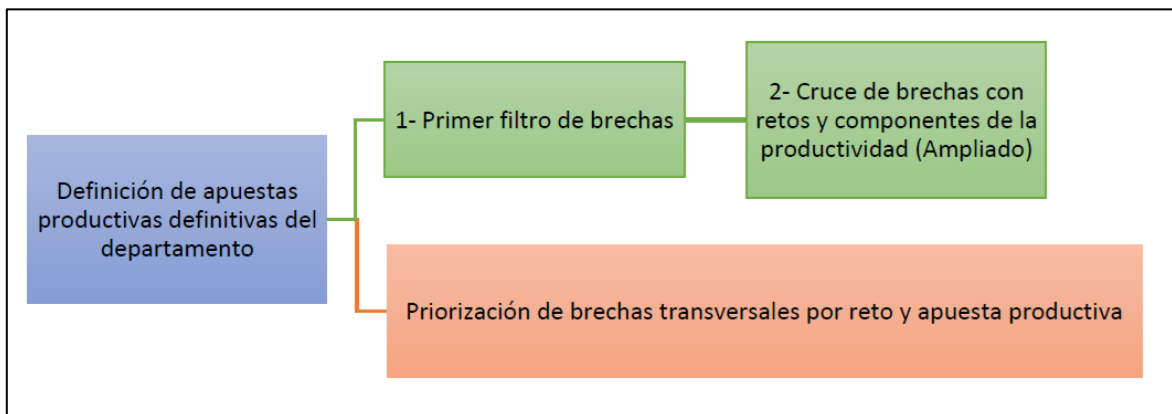 Definición de apuestas
productivas definitivas del
departamento
1- Primer filtro de brechas
2- Cruce de brechas con
retos y componentes de la
productividad (Ampliado)
Priorización de brechas transversales por reto y apuesta productiva